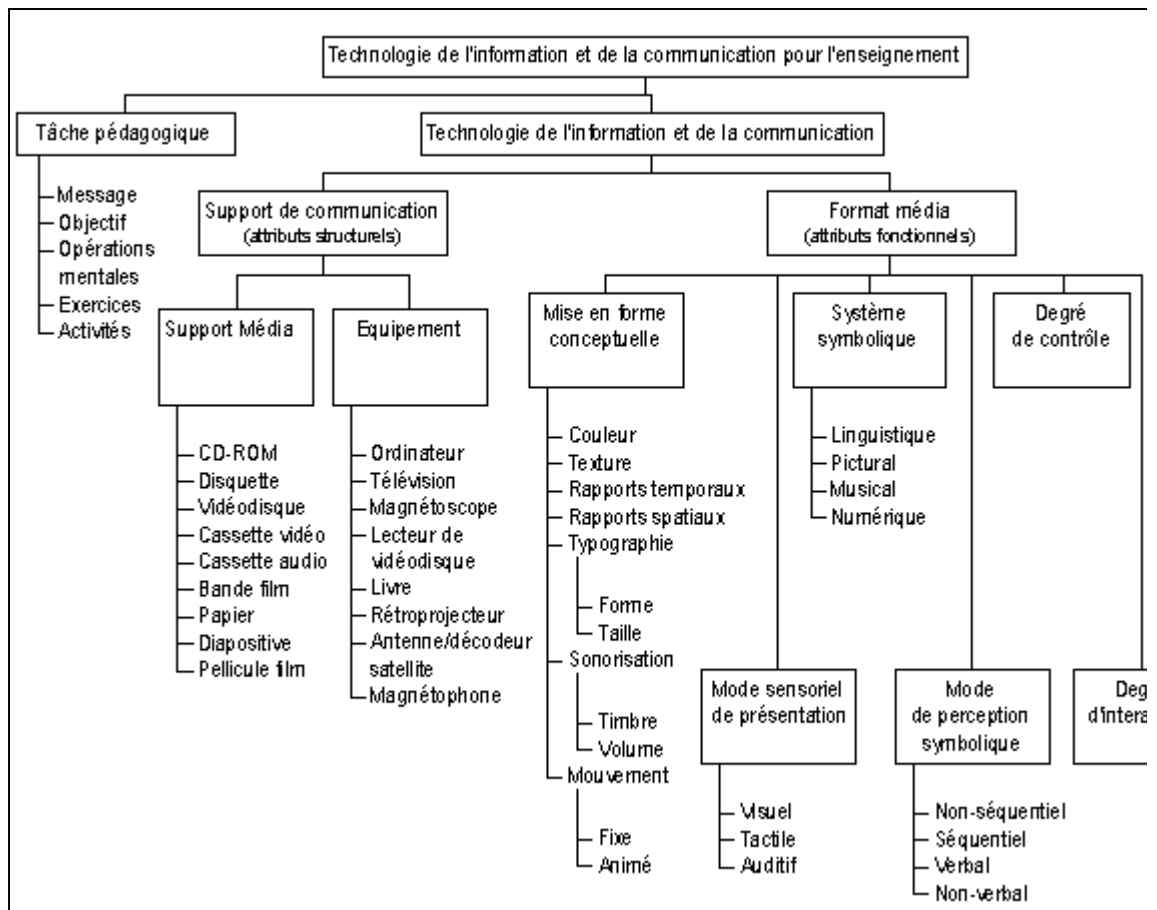 Technologie de l'information et de la communication pour l'enseignement
Tâche pédagogique
Technologie de l'information et de la communication
Message
Objectif
Opérations
mentales
Exercices
Activités
Support de communication
(attributs structurels)
Format média
(attributs fonctionnels)
Support Média
Equipement
Mise en forme
conceptuelle
Système
symbolique
Degré
de contrôle
CD-ROM
Disquette
Vidéodisque
Cassette vidéo
Cassette audio
Bande film
Papier
Diapositive
Pellicule film
Ordinateur
Télévision
Magnétoscope
Lecteur de
vidéodisque
Livre
Rétroprojecteur
Antenne/décodeur
satellite
Magnétophone
Couleur
Texture
Rapports temporaux
Rapports spatiaux
Typographie
Forme
Taille
Sonorisation
Timbre
Volume
Mouvement
Fixe
Animé
Linguistique
Pictural
Musical
Numérique
Mode sensoriel
de présentation
Mode
de perception
symbolique
Visuel
Tactile
Auditif
Non-séquentiel
Séquentiel
Verbal
Non-verbal